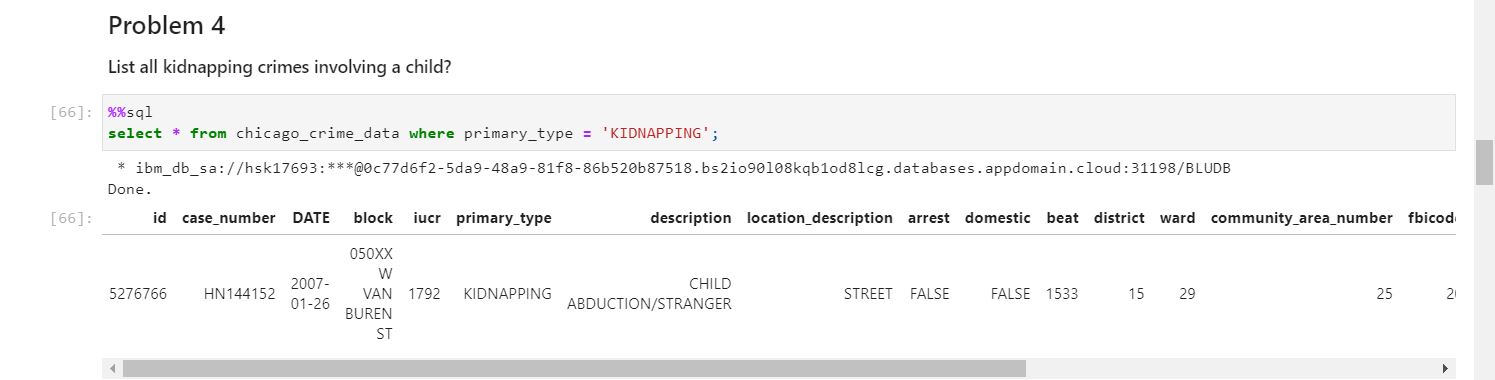 Problem 4
List all kidnapping crimes involving a child?
[66]: %%sql
select * from chicago_crime_data where primary_type = 'KIDNAPPING';
* ibm_db_sa://hsk17693:***@0c77d6f2-5da9-48a9-81f8-86b520b87518.bs2io90l08kqb1od8lcg.databases.appdomain.cloud:31198/BLUDB
Done.
[66]: id case_number DATE block iucr primary_type description location_description arrest domestic beat district ward community_area_number fbicode
050XX
W
5276766 HN144152 2007-01-26 VAN 1792 KIDNAPPING CHILD ABDUCTION/STRANGER STREET FALSE FALSE 1533 15 29 25
BUREN
ST